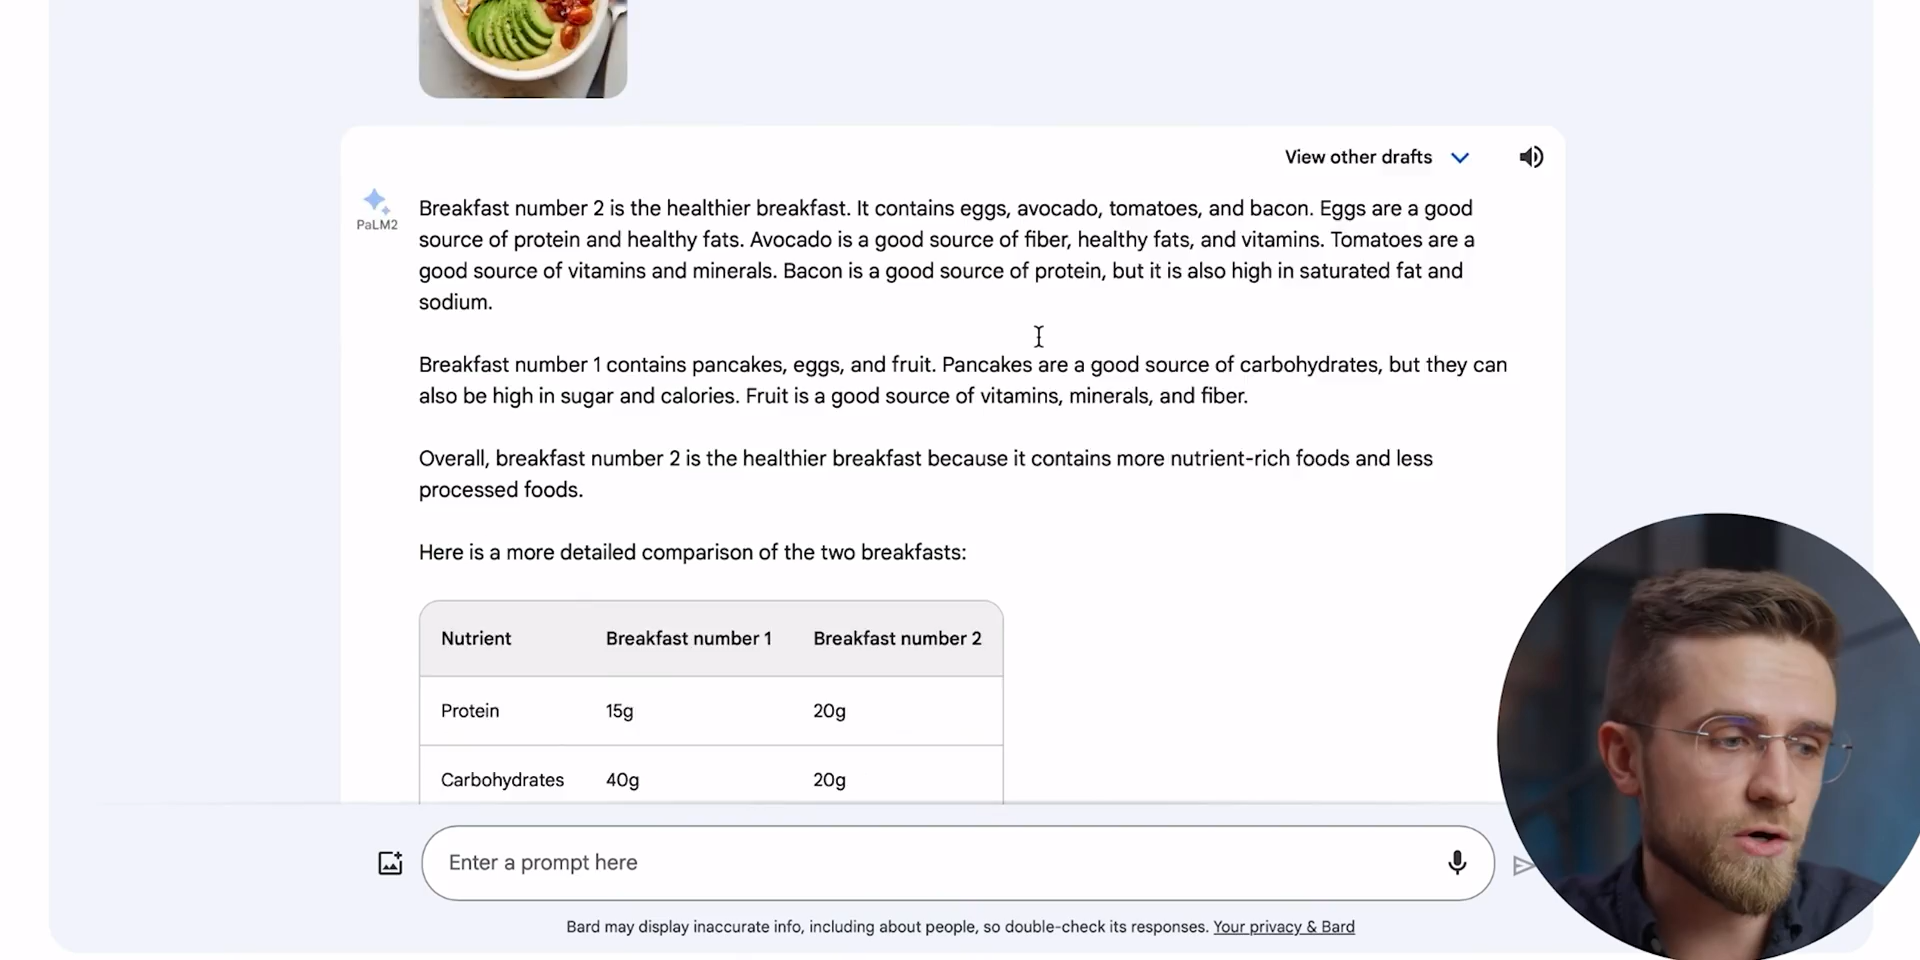 View other drafts
PaLM2
Breakfast number 2 is the healthier breakfast. It contains eggs, avocado, tomatoes, and bacon. Eggs are a good
source of protein and healthy fats. Avocado is a good source of fiber, healthy fats, and vitamins. Tomatoes are a
good source of vitamins and minerals. Bacon is a good source of protein, but it is also high in saturated fat and
sodium.
Breakfast number 1 contains pancakes, eggs, and fruit. Pancakes are a good source of carbohydrates, but they can
also be high in sugar and calories. Fruit is a good source of vitamins, minerals, and fiber.
Overall, breakfast number 2 is the healthier breakfast because it contains more nutrient-rich foods and less
processed foods.
Here is a more detailed comparison of the two breakfasts:
Nutrient Breakfast number 1 Breakfast number 2
Protein 15g 20g
Carbohydrates 40g 20g
Enter a prompt here
Bard may display inaccurate info, including about people, so double-check its responses. Your privacy & Bard